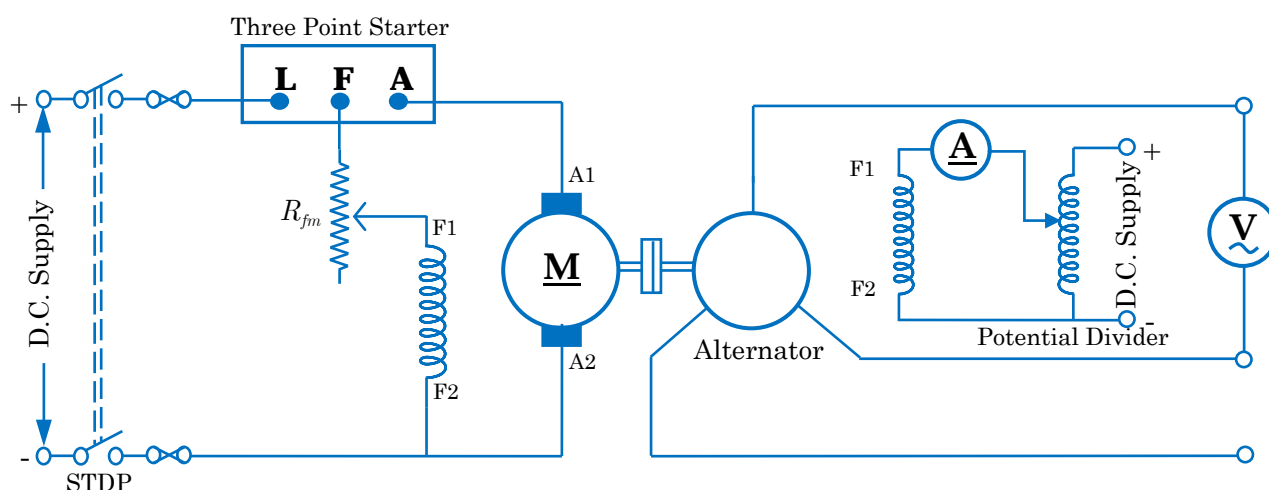 Three Point Starter
L F A
+
D.C. Supply
-
STDP
R_fm
F1
F2
A1
M
A2
Alternator
F1
F2
A
+
D.C. Supply
-
Potential Divider
V
~